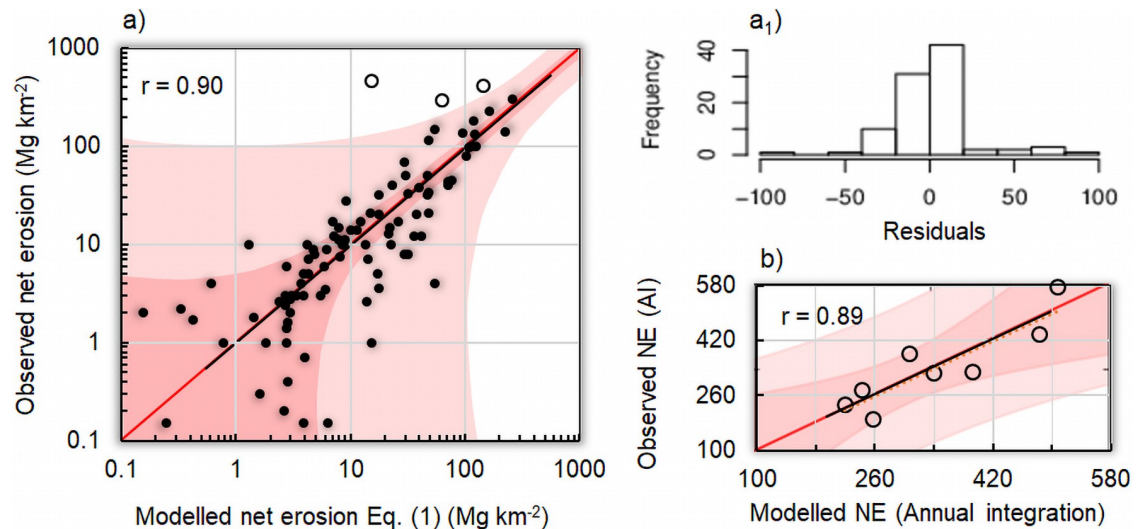 a)
1000
100
10
1
0.1
0.1
1
10
100
1000
r = 0.90
Observed net erosion (Mg km⁻²)
Modelled net erosion Eq. (1) (Mg km⁻²)
a₁)
40
20
0
Frequency
−100
−50
0
50
100
Residuals
b)
580
420
260
100
r = 0.89
Observed NE (AI)
100
260
420
580
Modelled NE (Annual integration)